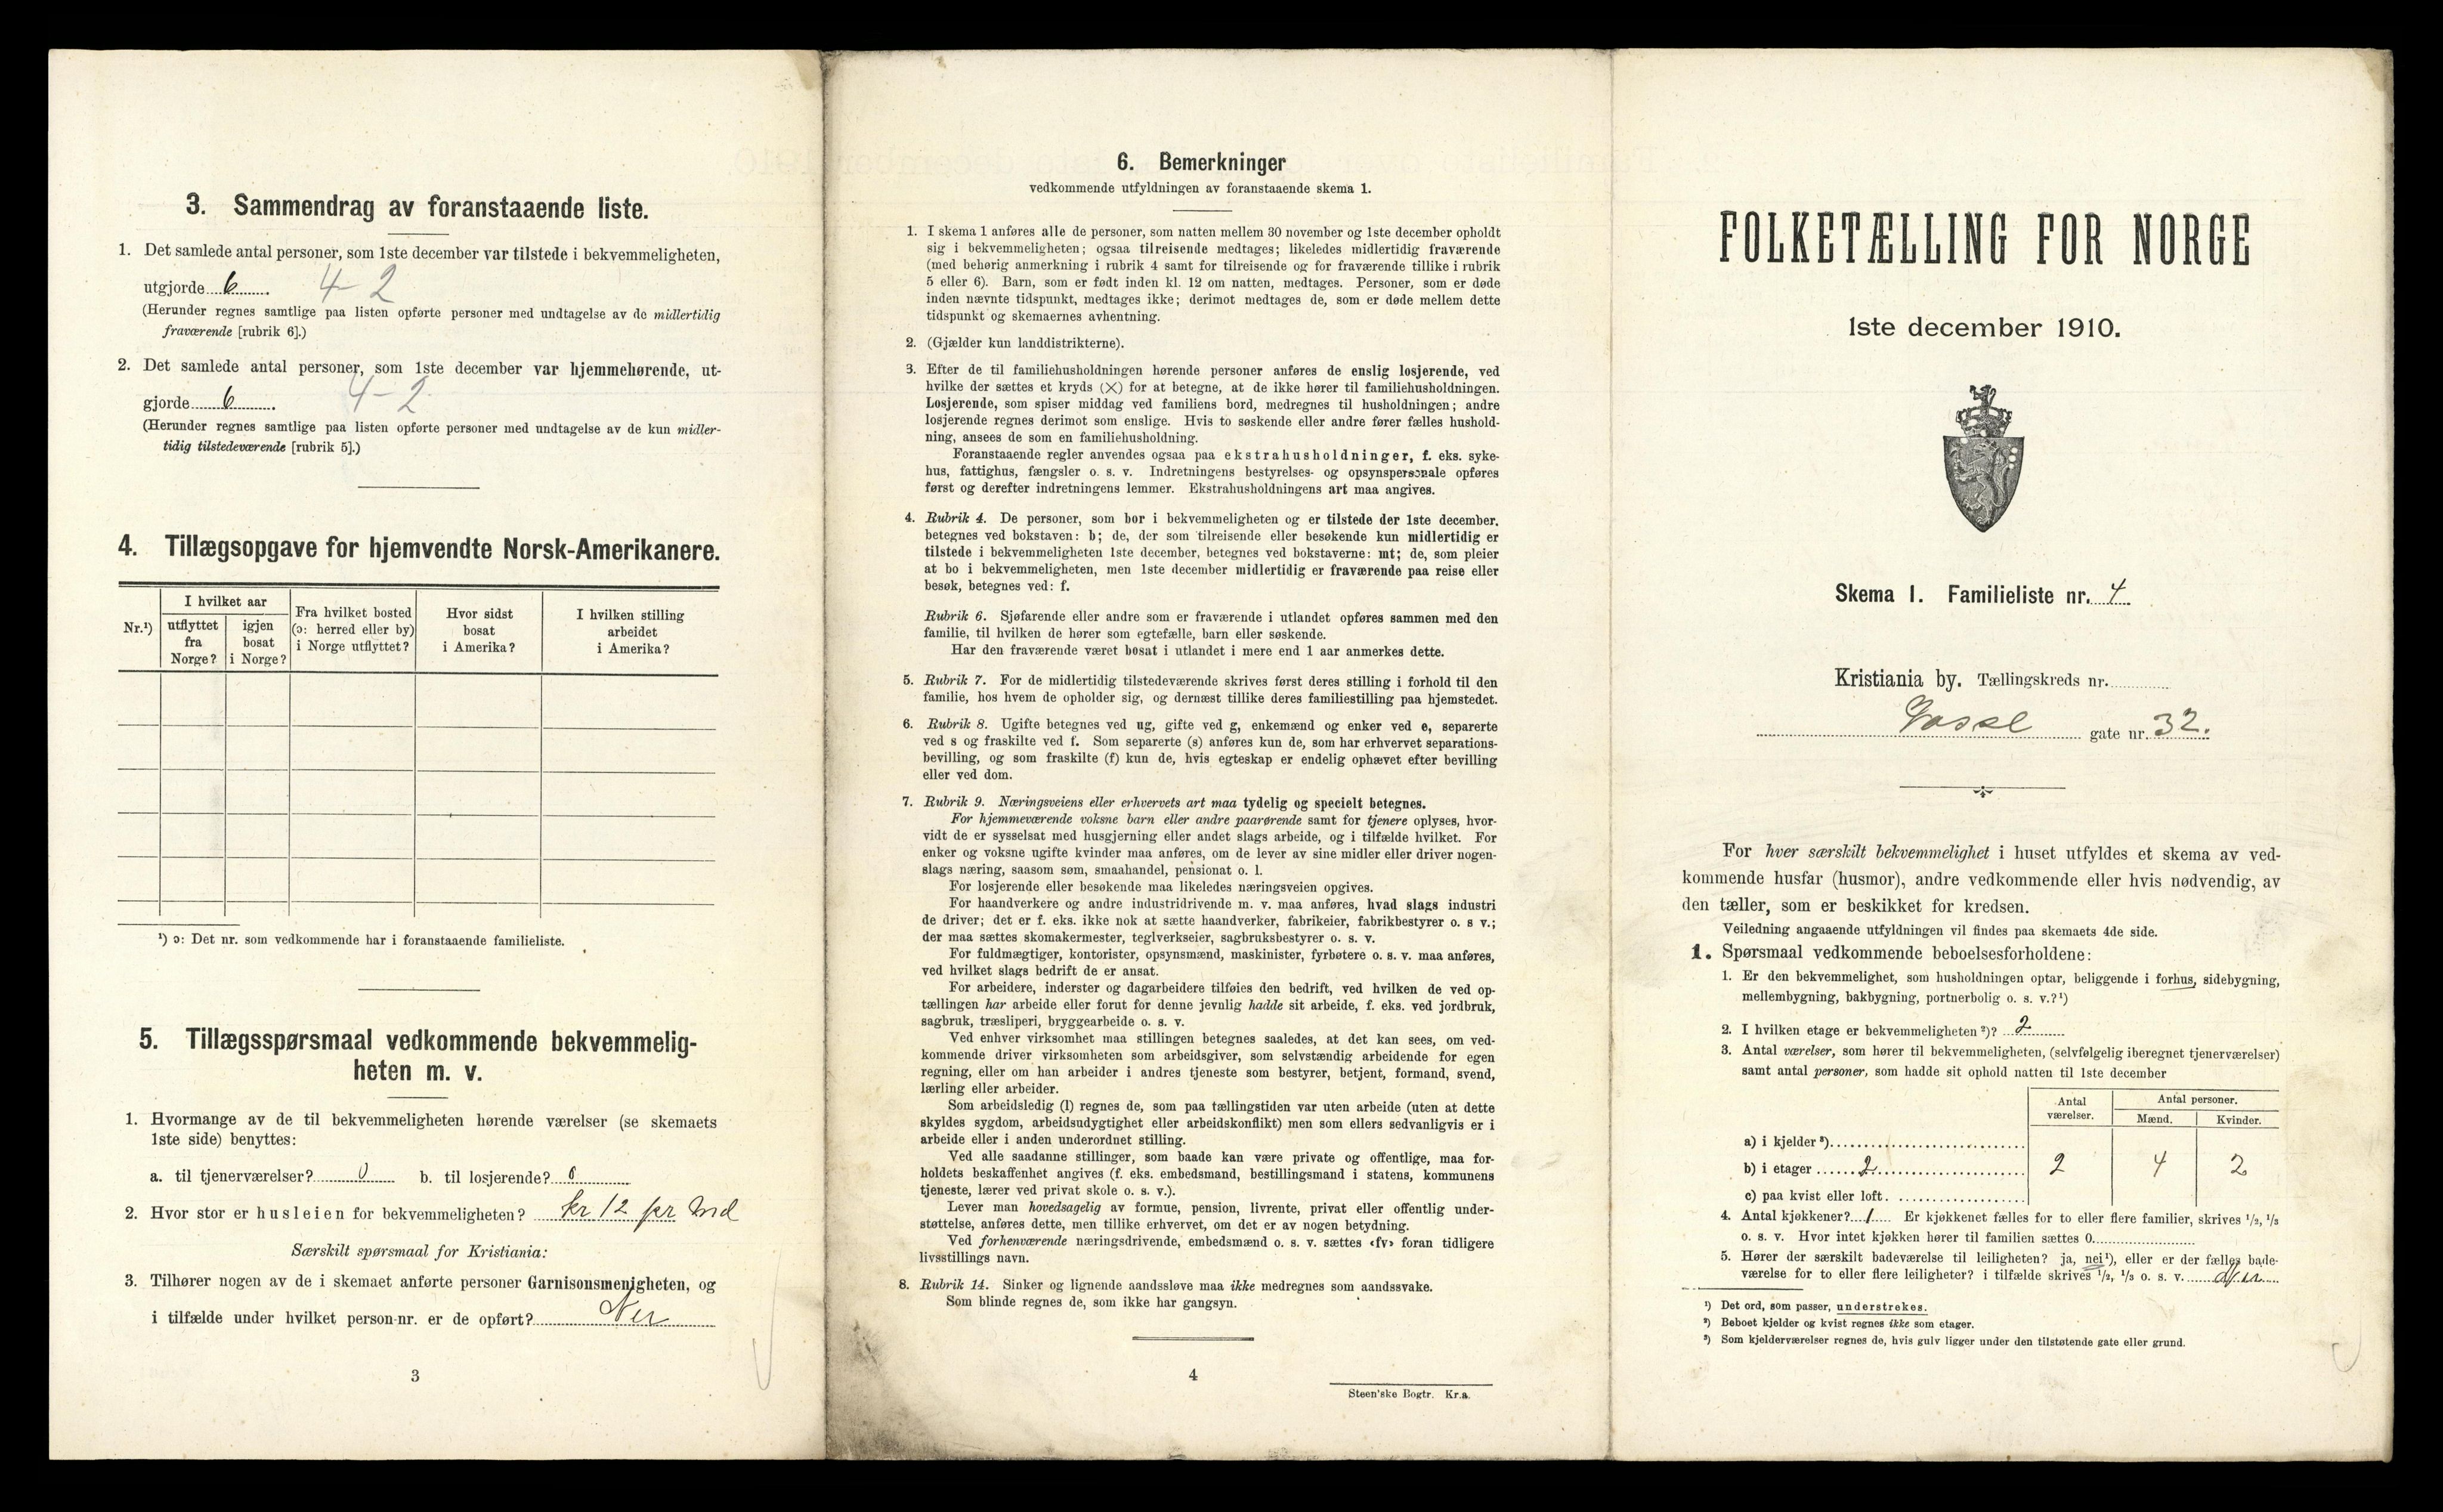 3. Sammendrag av foranstaaende liste.
1. Det samlede antal personer, som 1ste december var tilstede i bekvemmeligheten,
utgjorde 6. 4-2
(Herunder regnes samtlige paa listen opførte personer med undtagelse av de midlertidig
fraværende [rubrik 6].)
2. Det samlede antal personer, som 1ste december var hjemmehørende, ut-
gjorde 6. 4-2
(Herunder regnes samtlige paa listen opførte personer med undtagelse av de kun midler-
tidig tilstedeværende [rubrik 5].)
4. Tillægsopgave for hjemvendte Norsk-Amerikanere.
Nr.¹)
I hvilket aar
utflyttet
fra
Norge?
igjen
bosat
i Norge?
Fra hvilket bosted
(ɔ: herred eller by)
i Norge utflyttet?
Hvor sidst
bosat
i Amerika?
I hvilken stilling
arbeidet
i Amerika?
¹) ɔ: Det nr. som vedkommende har i foranstaaende familieliste.
5. Tillægsspørsmaal vedkommende bekvemmelig-
heten m. v.
1. Hvormange av de til bekvemmeligheten hørende værelser (se skemaets
1ste side) benyttes:
a. til tjenerværelser? 0 b. til losjerende? 0
2. Hvor stor er husleien for bekvemmeligheten? kr 12 pr Md
Særskilt spørsmaal for Kristiania:
3. Tilhører nogen av de i skemaet anførte personer Garnisonsmenigheten, og
i tilfælde under hvilket person-nr. er de opført? Nei
3
6. Bemerkninger
vedkommende utfyldningen av foranstaaende skema 1.
1. I skema 1 anføres alle de personer, som natten mellem 30 november og 1ste december opholdt
sig i bekvemmeligheten; ogsaa tilreisende medtages; likeledes midlertidig fraværende
(med behørig anmerkning i rubrik 4 samt for tilreisende og for fraværende tillike i rubrik
5 eller 6). Barn, som er født inden kl. 12 om natten, medtages. Personer, som er døde
inden nævnte tidspunkt, medtages ikke; derimot medtages de, som er døde mellem dette
tidspunkt og skemaernes avhentning.
2. (Gjælder kun landdistrikterne).
3. Efter de til familiehusholdningen hørende personer anføres de enslig losjerende, ved
hvilke der sættes et kryds (×) for at betegne, at de ikke hører til familiehusholdningen.
Losjerende, som spiser middag ved familiens bord, medregnes til husholdningen; andre
losjerende regnes derimot som enslige. Hvis to søskende eller andre fører fælles hushold-
ning, ansees de som en familiehusholdning.
Foranstaaende regler anvendes ogsaa paa ekstrahusholdninger, f. eks. syke-
hus, fattighus, fængsler o. s. v. Indretningens bestyrelses- og opsynspersonale opføres
først og derefter indretningens lemmer. Ekstrahusholdningens art maa angives.
4. Rubrik 4. De personer, som bor i bekvemmeligheten og er tilstede der 1ste december,
betegnes ved bokstaven: b; de, der som tilreisende eller besøkende kun midlertidig er
tilstede i bekvemmeligheten 1ste december, betegnes ved bokstaverne: mt; de, som pleier
at bo i bekvemmeligheten, men 1ste december midlertidig er fraværende paa reise eller
besøk, betegnes ved: f.
Rubrik 6. Sjøfarende eller andre som er fraværende i utlandet opføres sammen med den
familie, til hvilken de hører som egtefælle, barn eller søskende.
Har den fraværende været bosat i utlandet i mere end 1 aar anmerkes dette.
5. Rubrik 7. For de midlertidig tilstedeværende skrives først deres stilling i forhold til den
familie, hos hvem de opholder sig, og dernæst tillike deres familiestilling paa hjemstedet.
6. Rubrik 8. Ugifte betegnes ved ug, gifte ved g, enkemænd og enker ved e, separerte
ved s og fraskilte ved f. Som separerte (s) anføres kun de, som har erhvervet separations-
bevilling, og som fraskilte (f) kun de, hvis egteskap er endelig ophævet efter bevilling
eller ved dom.
7. Rubrik 9. Næringsveiens eller erhvervets art maa tydelig og specielt betegnes.
For hjemmeværende voksne barn eller andre paarørende samt for tjenere oplyses, hvor-
vidt de er sysselsat med husgjerning eller andet slags arbeide, og i tilfælde hvilket. For
enker og voksne ugifte kvinder maa anføres, om de lever av sine midler eller driver nogen-
slags næring, saasom søm, smaahandel, pensionat o. l.
For losjerende eller besøkende maa likeledes næringsveien opgives.
For haandverkere og andre industridrivende m. v. maa anføres, hvad slags industri
de driver; det er f. eks. ikke nok at sætte haandverker, fabrikeier, fabrikbestyrer o. s v.;
der maa sættes skomakermester, teglverkseier, sagbruksbestyrer o. s. v.
For fuldmægtiger, kontorister, opsynsmænd, maskinister, fyrbøtere o. s. v. maa anføres,
ved hvilket slags bedrift de er ansat.
For arbeidere, inderster og dagarbeidere tilføies den bedrift, ved hvilken de ved op-
tællingen har arbeide eller forut for denne jevnlig hadde sit arbeide, f. eks. ved jordbruk,
sagbruk, træsliperi, bryggearbeide o. s. v.
Ved enhver virksomhet maa stillingen betegnes saaledes, at det kan sees, om ved-
kommende driver virksomheten som arbeidsgiver, som selvstændig arbeidende for egen
regning, eller om han arbeider i andres tjeneste som bestyrer, betjent, formand, svend,
lærling eller arbeider.
Som arbeidsledig (l) regnes de, som paa tællingstiden var uten arbeide (uten at dette
skyldes sygdom, arbeidsudygtighet eller arbeidskonflikt) men som ellers sedvanligvis er i
arbeide eller i anden underordnet stilling.
Ved alle saadanne stillinger, som baade kan være private og offentlige, maa for-
holdets beskaffenhet angives (f. eks. embedsmand, bestillingsmand i statens, kommunens
tjeneste, lærer ved privat skole o. s. v.).
Lever man hovedsagelig av formue, pension, livrente, privat eller offentlig under-
støttelse, anføres dette, men tillike erhvervet, om det er av nogen betydning.
Ved forhenværende næringsdrivende, embedsmænd o. s. v. sættes «fv» foran tidligere
livsstillings navn.
8. Rubrik 14. Sinker og lignende aandssløve maa ikke medregnes som aandssvake.
Som blinde regnes de, som ikke har gangsyn.
4
Steen'ske Bogtr. Kr.a.
FOLKETÆLLING FOR NORGE
1ste december 1910.
Skema 1. Familieliste nr. 4.
Kristiania by. Tællingskreds nr.
Vossl gate nr. 32.
For hver særskilt bekvemmelighet i huset utfyldes et skema av ved-
kommende husfar (husmor), andre vedkommende eller hvis nødvendig, av
den tæller, som er beskikket for kredsen.
Veiledning angaaende utfyldningen vil findes paa skemaets 4de side.
1. Spørsmaal vedkommende beboelsesforholdene:
1. Er den bekvemmelighet, som husholdningen optar, beliggende i forhus, sidebygning,
mellembygning, bakbygning, portnerbolig o. s. v.?¹)
2. I hvilken etage er bekvemmeligheten²)? 2
3. Antal værelser, som hører til bekvemmeligheten, (selvfølgelig iberegnet tjenerværelser)
samt antal personer, som hadde sit ophold natten til 1ste december
Antal
værelser.
Antal personer.
Mænd. Kvinder.
a) i kjelder³)
b) i etager 2 2 4 2
c) paa kvist eller loft.
4. Antal kjøkkener? 1 Er kjøkkenet fælles for to eller flere familier, skrives 1/2, 1/3
o. s. v. Hvor intet kjøkken hører til familien sættes 0.
5. Hører der særskilt badeværelse til leiligheten? ja, nei¹), eller er der fælles bade-
værelse for to eller flere leiligheter? i tilfælde skrives 1/2, 1/3 o. s. v. Nei
¹) Det ord, som passer, understrekes.
²) Beboet kjelder og kvist regnes ikke som etager.
³) Som kjelderværelser regnes de, hvis gulv ligger under den tilstøtende gate eller grund.